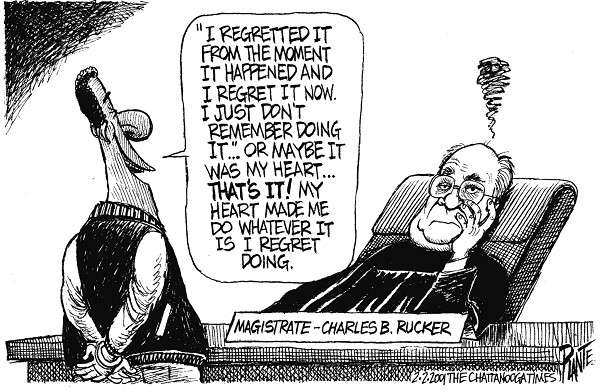 "I REGRETTED IT
FROM THE MOMENT
IT HAPPENED AND
I REGRET IT NOW.
I JUST DON'T
REMEMBER DOING
IT"... OR MAYBE IT
WAS MY HEART...
THAT'S IT! MY
HEART MADE ME
DO WHATEVER IT
IS I REGRET
DOING.
MAGISTRATE - CHARLES B. RUCKER
PLANTE
2-2-2001 THE CHATTANOOGA TIMES